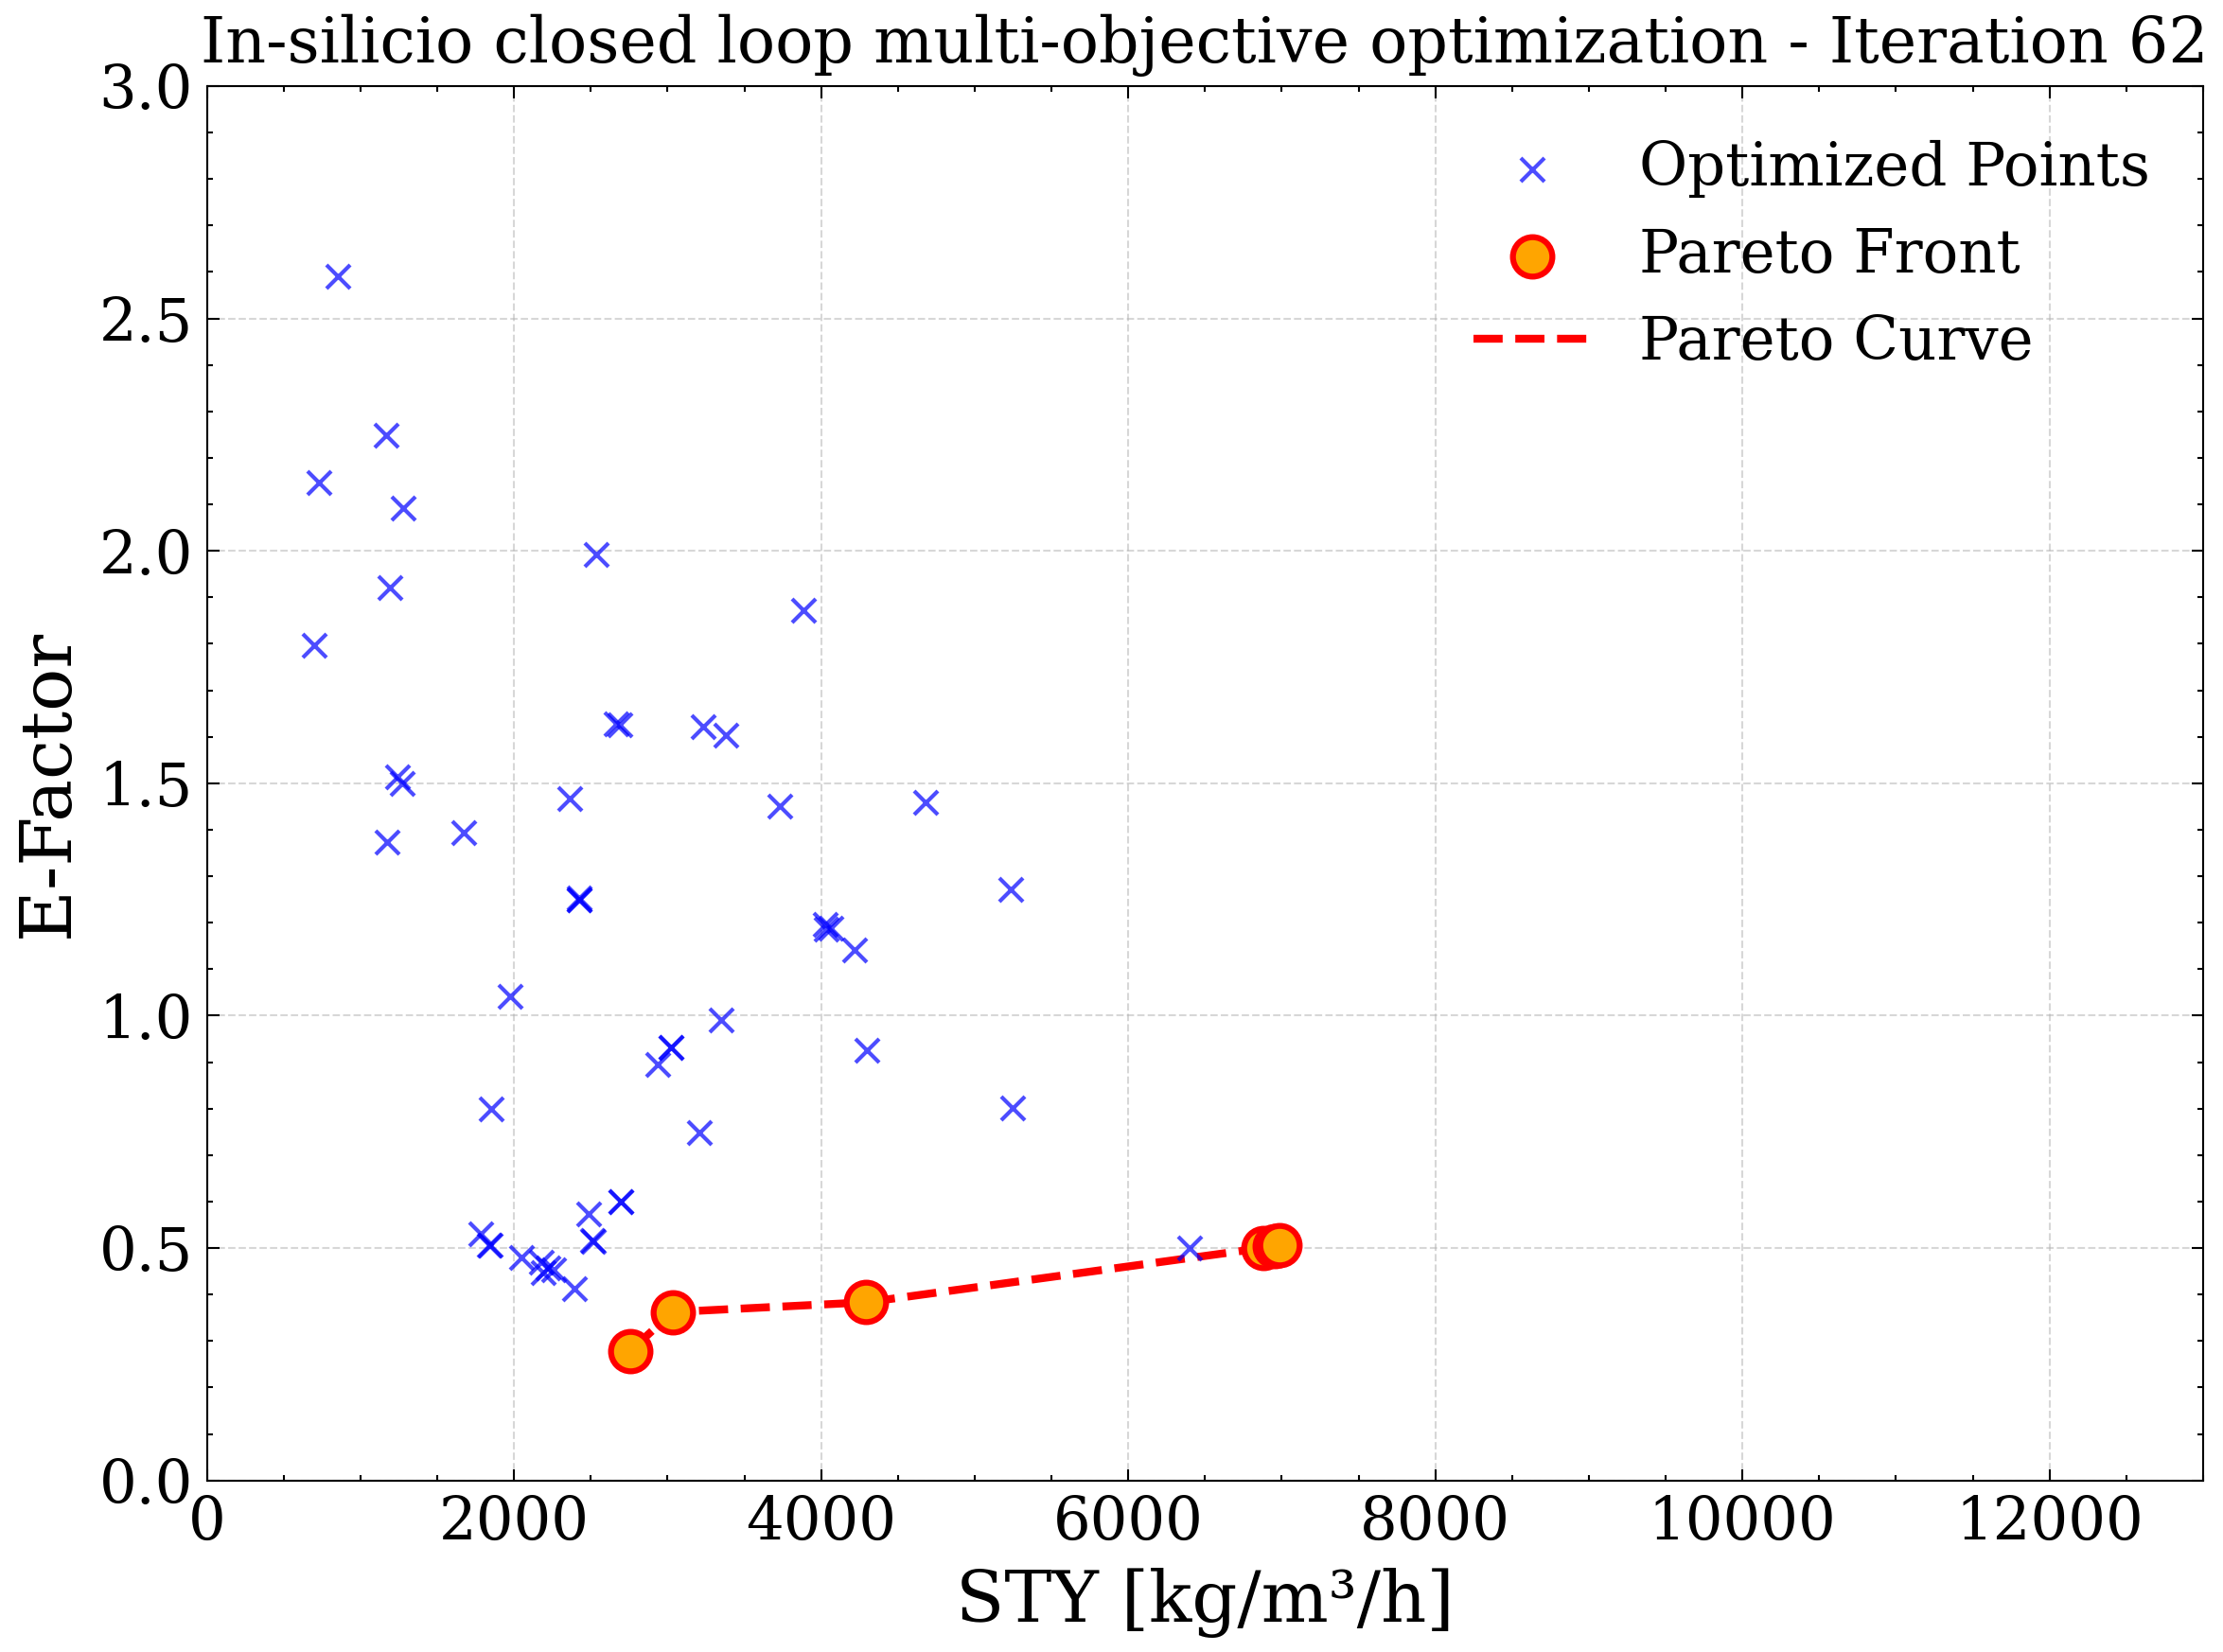 In-silicio closed loop multi-objective optimization - Iteration 62
3.0
2.5
2.0
1.5
1.0
0.5
0.0
E-Factor
Optimized Points
Pareto Front
Pareto Curve
0 2000 4000 6000 8000 10000 12000
STY [kg/m³/h]